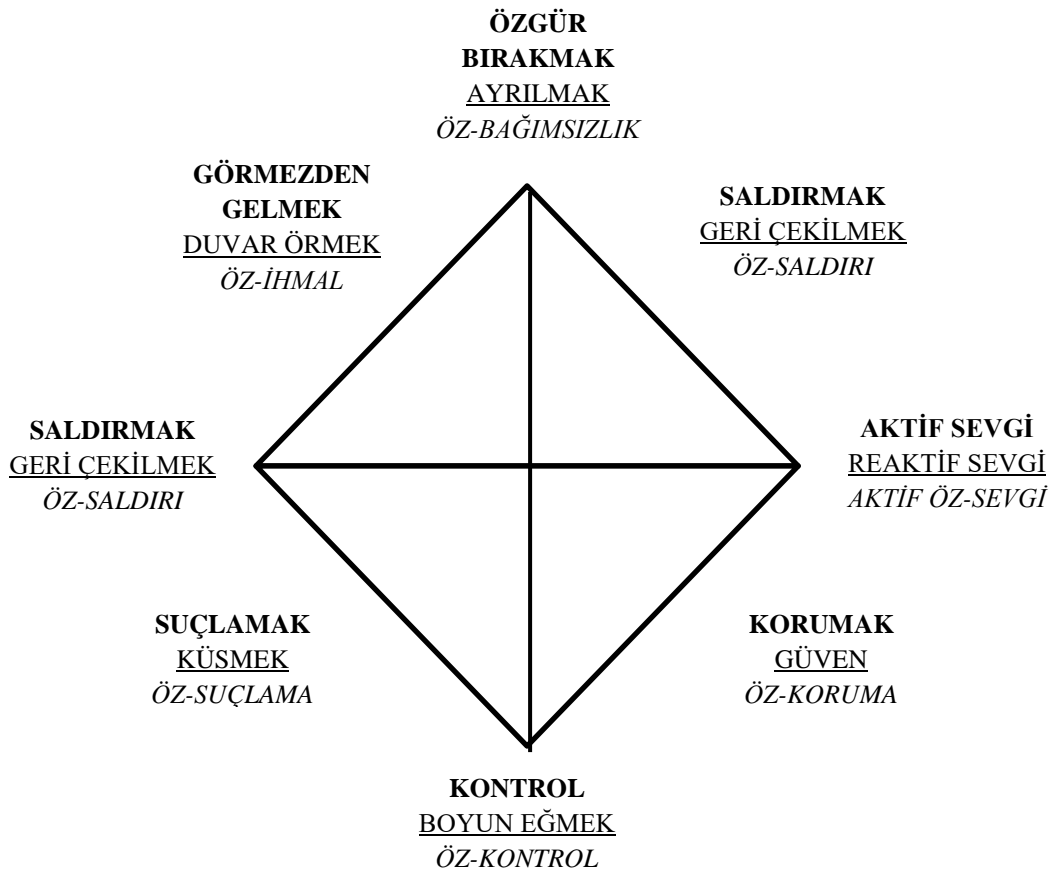 ÖZGÜR
BIRAKMAK
AYRILMAK
ÖZ-BAĞIMSIZLIK
GÖRMEZDEN
GELMEK
DUVAR ÖRMEK
ÖZ-İHMAL
SALDIRMAK
GERİ ÇEKİLMEK
ÖZ-SALDIRI
SALDIRMAK
GERİ ÇEKİLMEK
ÖZ-SALDIRI
AKTİF SEVGİ
REAKTİF SEVGİ
AKTİF ÖZ-SEVGİ
SUÇLAMAK
KÜSMEK
ÖZ-SUÇLAMA
KORUMAK
GÜVEN
ÖZ-KORUMA
KONTROL
BOYUN EĞMEK
ÖZ-KONTROL